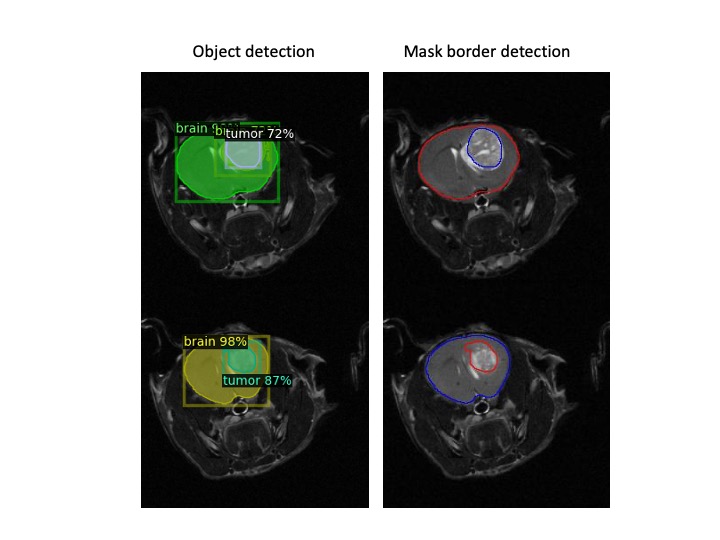 Object detection
Mask border detection
brain
tumor 72%
brain 98%
tumor 87%